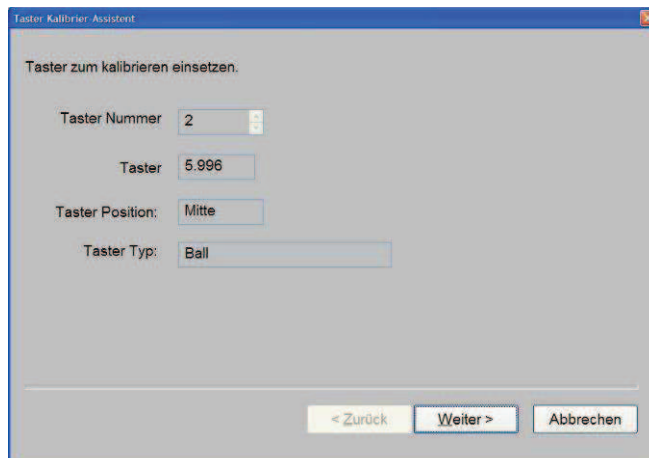 Taster Kalibrier-Assistent
Taster zum kalibrieren einsetzen.
Taster Nummer 2
Taster 5.996
Taster Position: Mitte
Taster Typ: Ball
< Zurück Weiter > Abbrechen